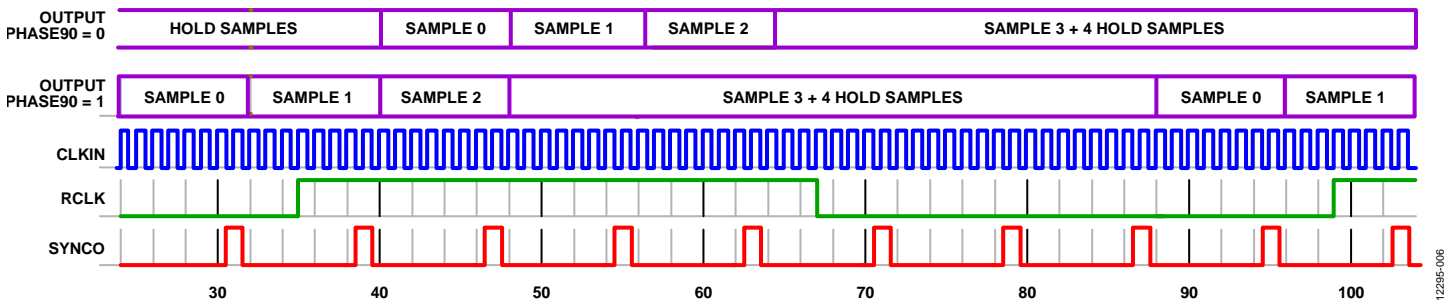 OUTPUT
PHASE90 = 0
HOLD SAMPLES
SAMPLE 0
SAMPLE 1
SAMPLE 2
SAMPLE 3 + 4 HOLD SAMPLES
OUTPUT
PHASE90 = 1
SAMPLE 0
SAMPLE 1
SAMPLE 2
SAMPLE 3 + 4 HOLD SAMPLES
SAMPLE 0
SAMPLE 1
CLKIN
RCLK
SYNCO
30
40
50
60
70
80
90
100
12295-006